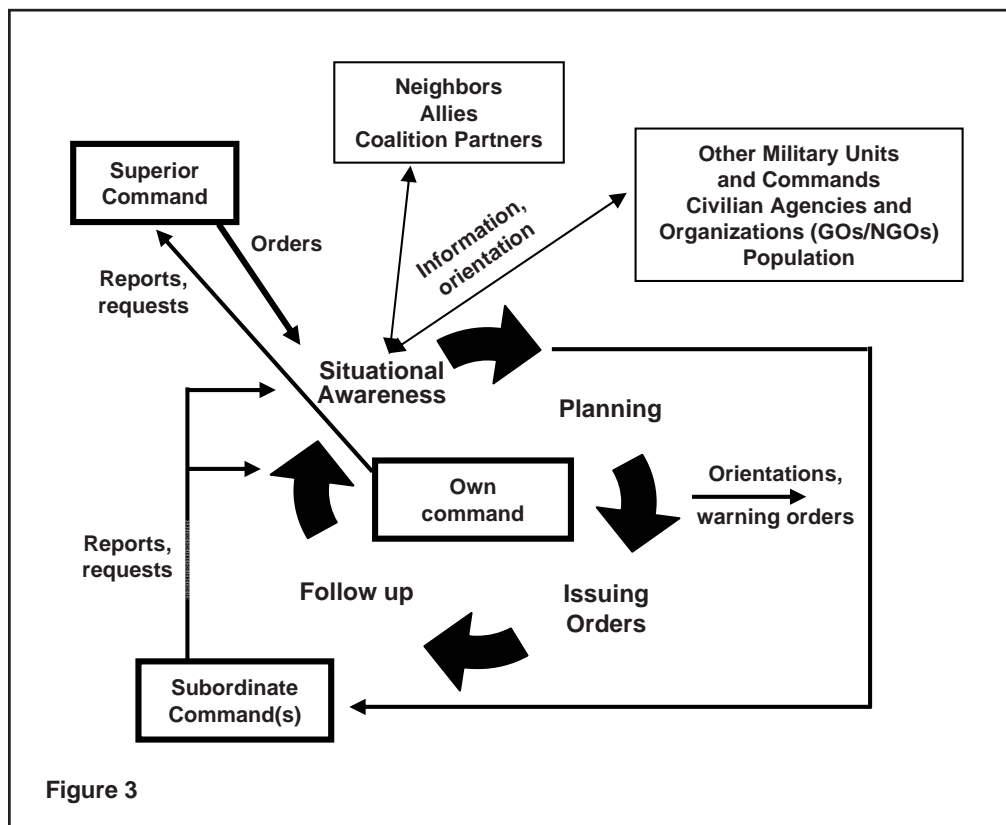 Neighbors
Allies
Coalition Partners
Other Military Units
and Commands
Civilian Agencies and
Organizations (GOs/NGOs)
Population
Superior
Command
Orders
Information,
orientation
Reports,
requests
Situational
Awareness
Planning
Own
command
Orientations,
warning orders
Reports,
requests
Follow up
Issuing
Orders
Subordinate
Command(s)
Figure 3